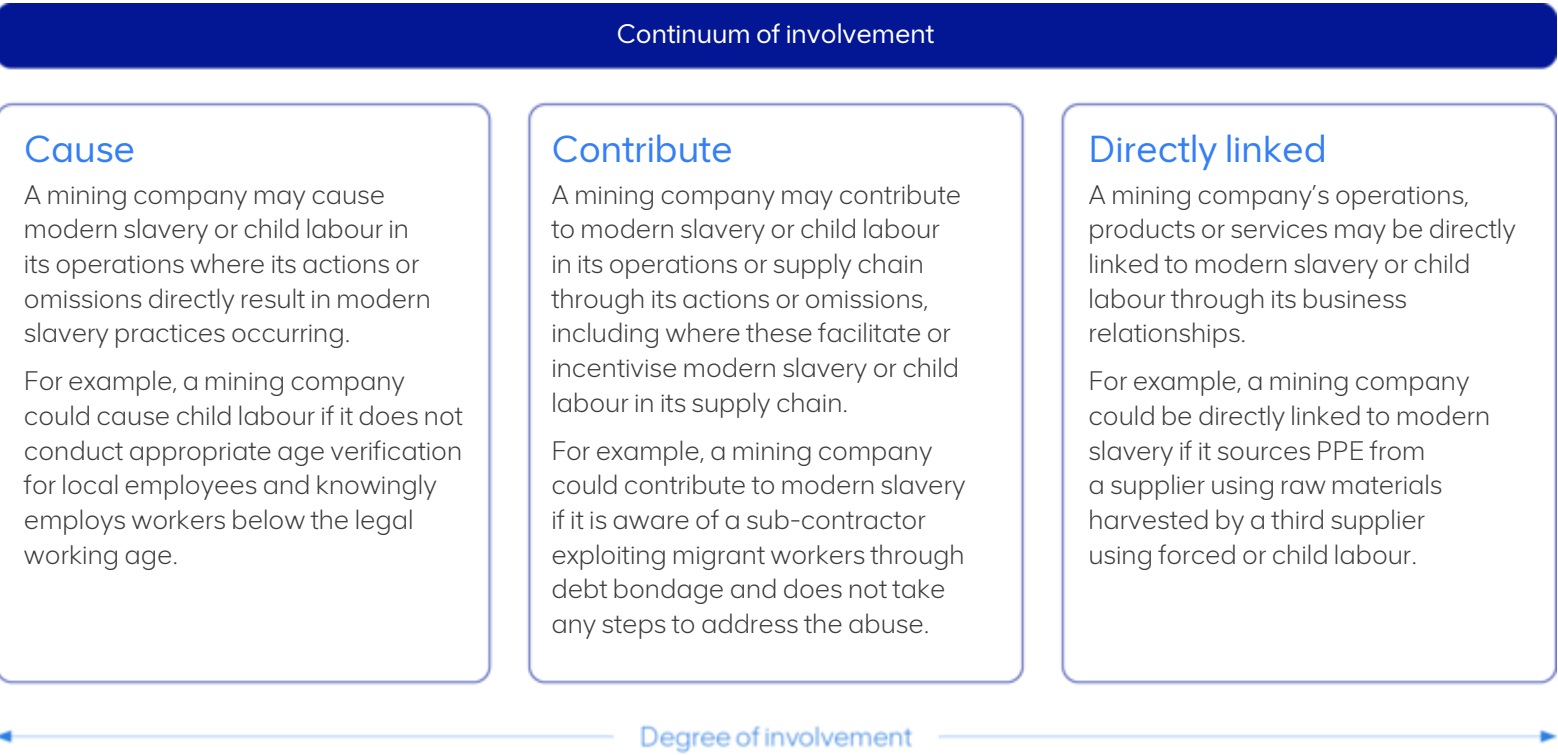 Continuum of involvement
Cause
A mining company may cause
modern slavery or child labour in
its operations where its actions or
omissions directly result in modern
slavery practices occurring.
For example, a mining company
could cause child labour if it does not
conduct appropriate age verification
for local employees and knowingly
employs workers below the legal
working age.
Contribute
A mining company may contribute
to modern slavery or child labour
in its operations or supply chain
through its actions or omissions,
including where these facilitate or
incentivise modern slavery or child
labour in its supply chain.
For example, a mining company
could contribute to modern slavery
if it is aware of a sub-contractor
exploiting migrant workers through
debt bondage and does not take
any steps to address the abuse.
Directly linked
A mining company’s operations,
products or services may be directly
linked to modern slavery or child
labour through its business
relationships.
For example, a mining company
could be directly linked to modern
slavery if it sources PPE from
a supplier using raw materials
harvested by a third supplier
using forced or child labour.
Degree of involvement